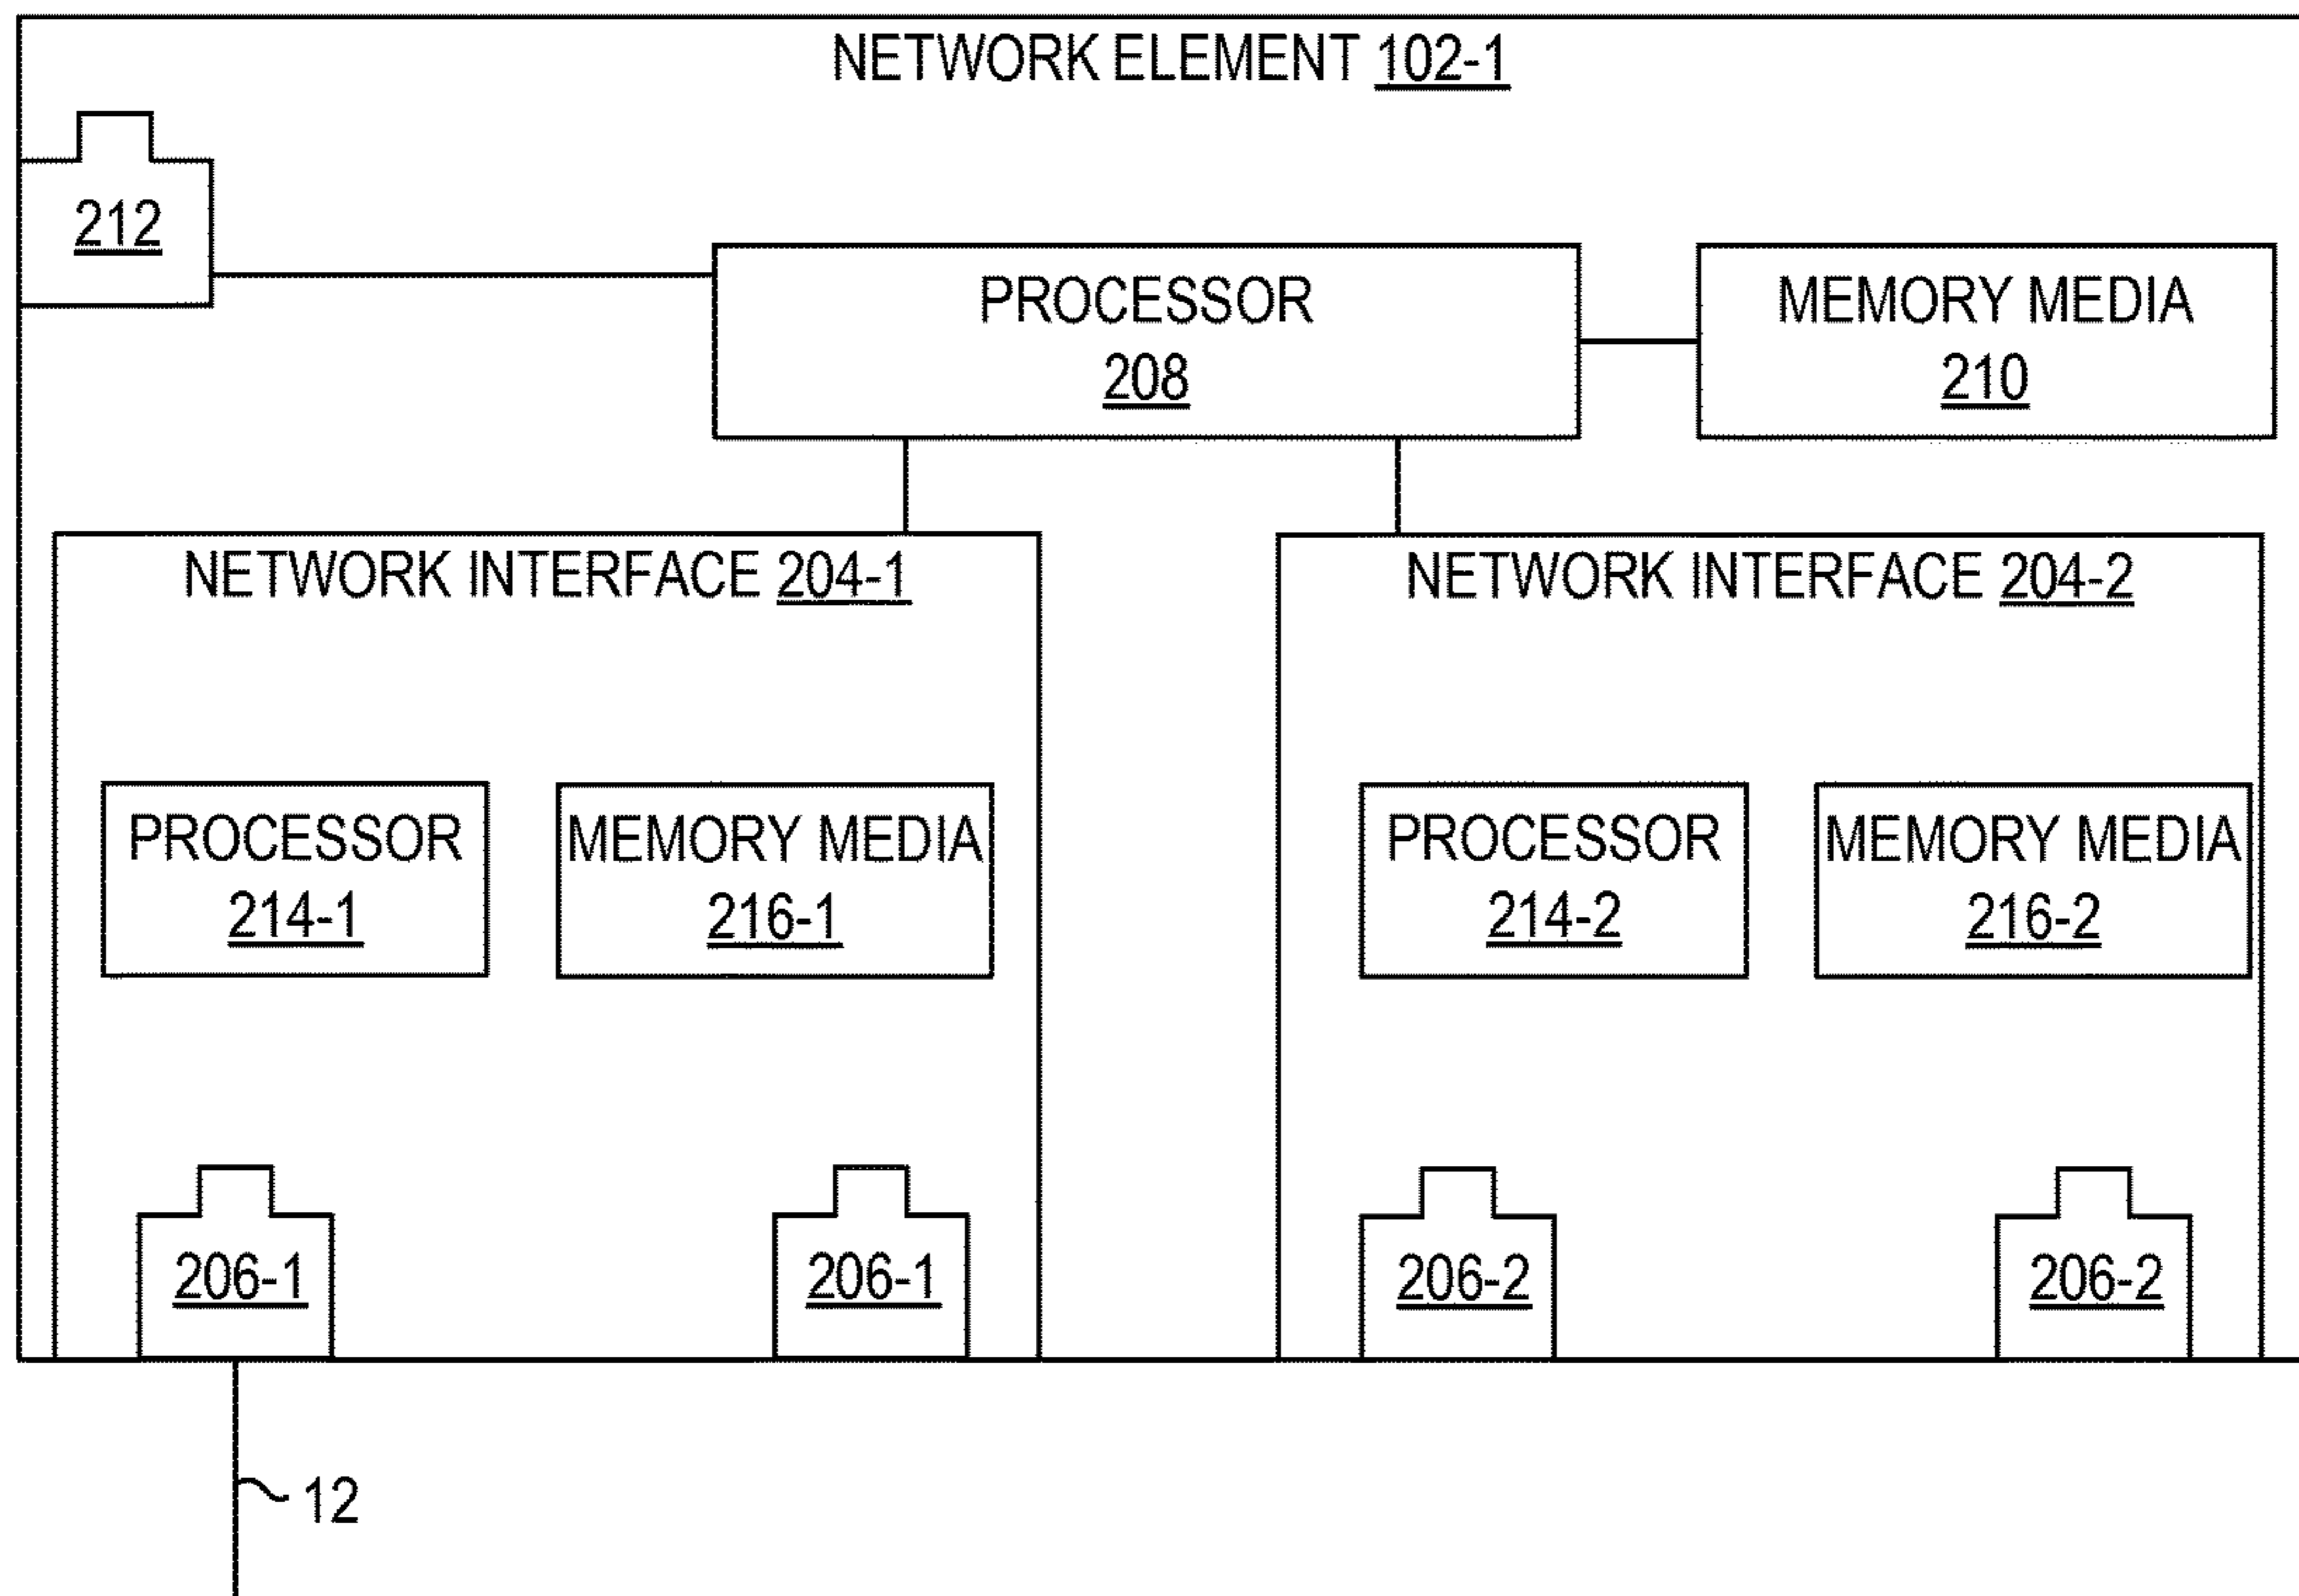 NETWORK ELEMENT 102-1
212
PROCESSOR
208
MEMORY MEDIA
210
NETWORK INTERFACE 204-1
NETWORK INTERFACE 204-2
PROCESSOR
214-1
MEMORY MEDIA
216-1
PROCESSOR
214-2
MEMORY MEDIA
216-2
206-1
206-1
206-2
206-2
12